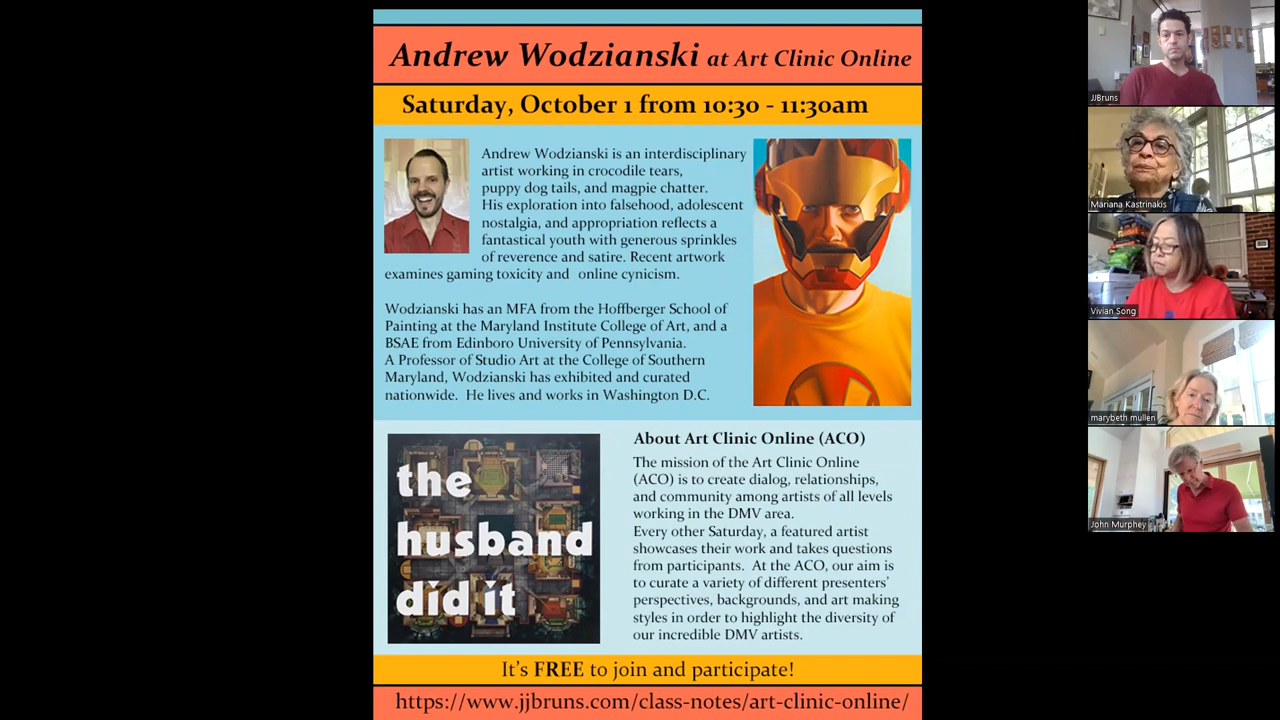 Andrew Wodzianski at Art Clinic Online
Saturday, October 1 from 10:30 - 11:30am
Andrew Wodzianski is an interdisciplinary
artist working in crocodile tears,
puppy dog tails, and magpie chatter.
His exploration into falsehood, adolescent
nostalgia, and appropriation reflects a
fantastical youth with generous sprinkles
of reverence and satire. Recent artwork
examines gaming toxicity and online cynicism.
Wodzianski has an MFA from the Hoffberger School of
Painting at the Maryland Institute College of Art, and a
BSAE from Edinboro University of Pennsylvania.
A Professor of Studio Art at the College of Southern
Maryland, Wodzianski has exhibited and curated
nationwide. He lives and works in Washington D.C.
the
husband
did it
About Art Clinic Online (ACO)
The mission of the Art Clinic Online
(ACO) is to create dialog, relationships,
and community among artists of all levels
working in the DMV area.
Every other Saturday, a featured artist
showcases their work and takes questions
from participants. At the ACO, our aim is
to curate a variety of different presenters'
perspectives, backgrounds, and art making
styles in order to highlight the diversity of
our incredible DMV artists.
It's FREE to join and participate!
https://www.jjbruns.com/class-notes/art-clinic-online/
JJBruns
Mariana Kastrinakis
Vivian Song
marybeth mullen
John Murphey